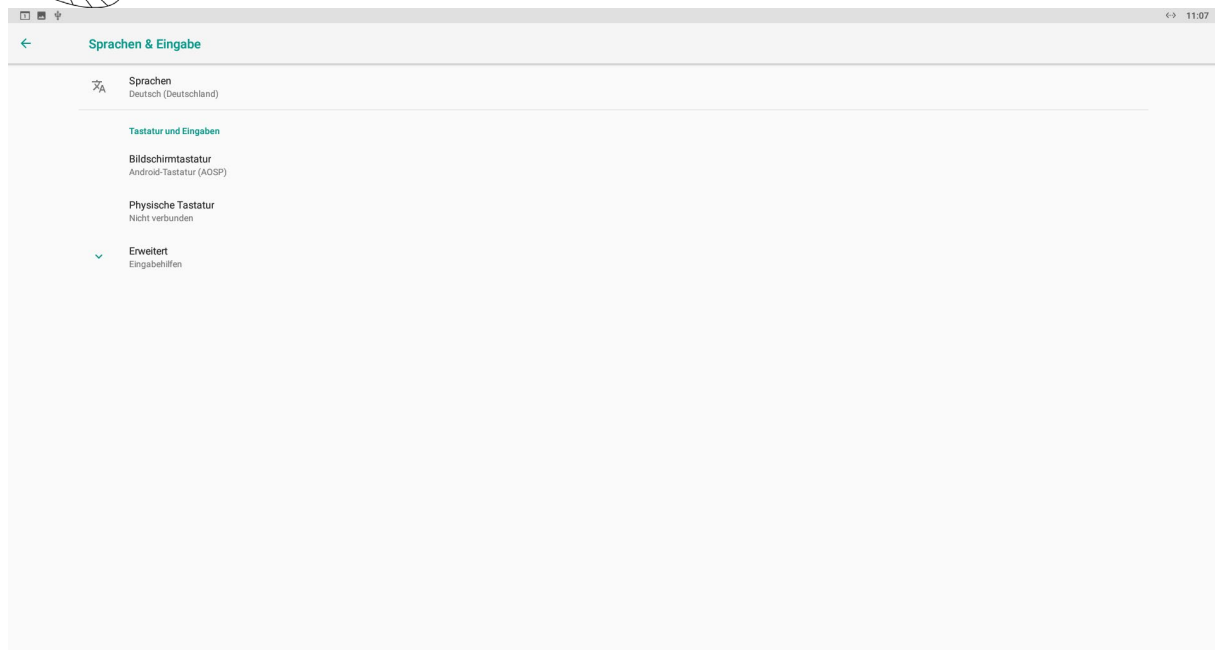 11:07
Sprachen & Eingabe
Sprachen
Deutsch (Deutschland)
Tastatur und Eingaben
Bildschirmtastatur
Android-Tastatur (AOSP)
Physische Tastatur
Nicht verbunden
Erweitert
Eingabehilfen